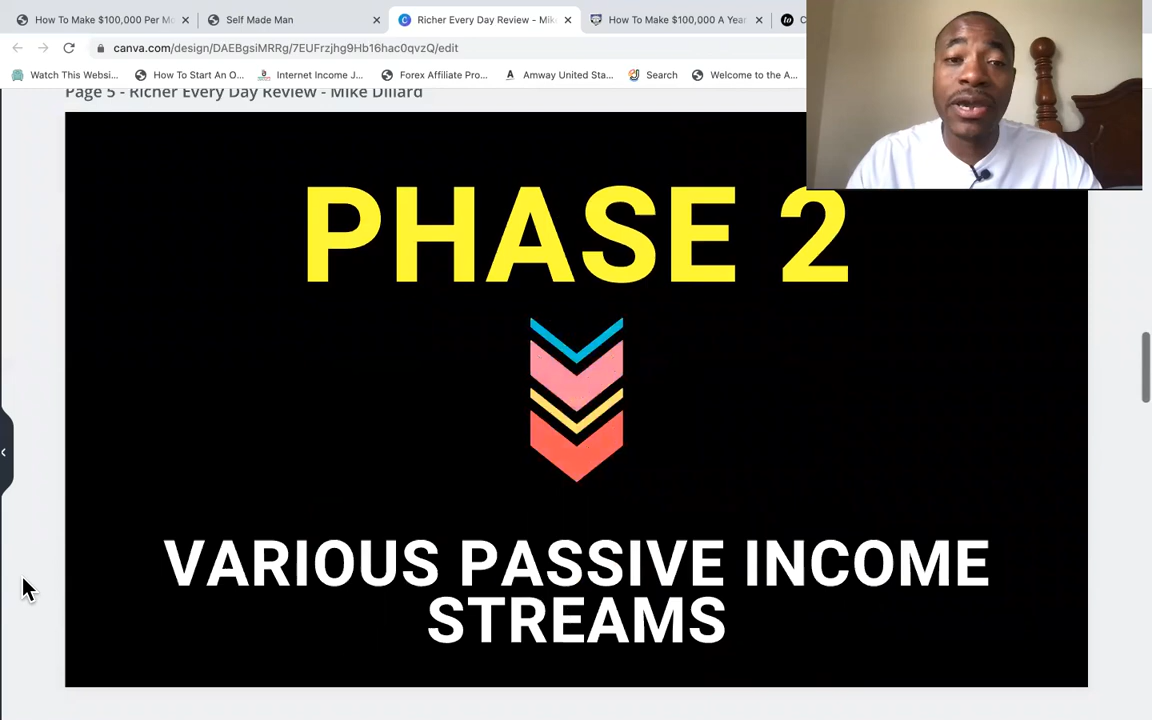 How To Make $100,000 Per Mo
Self Made Man
Richer Every Day Review - Mik
How To Make $100,000 A Year
canva.com/design/DAEBgsiMRRg/7EUFrzjhg9Hb16hac0qvzQ/edit
Watch This Websi...
How To Start An O...
Internet Income J...
Forex Affiliate Pro...
Amway United Sta...
Search
Welcome to the A...
Page 5 - Richer Every Day Review - Mike Dillard
PHASE 2
VARIOUS PASSIVE INCOME
STREAMS